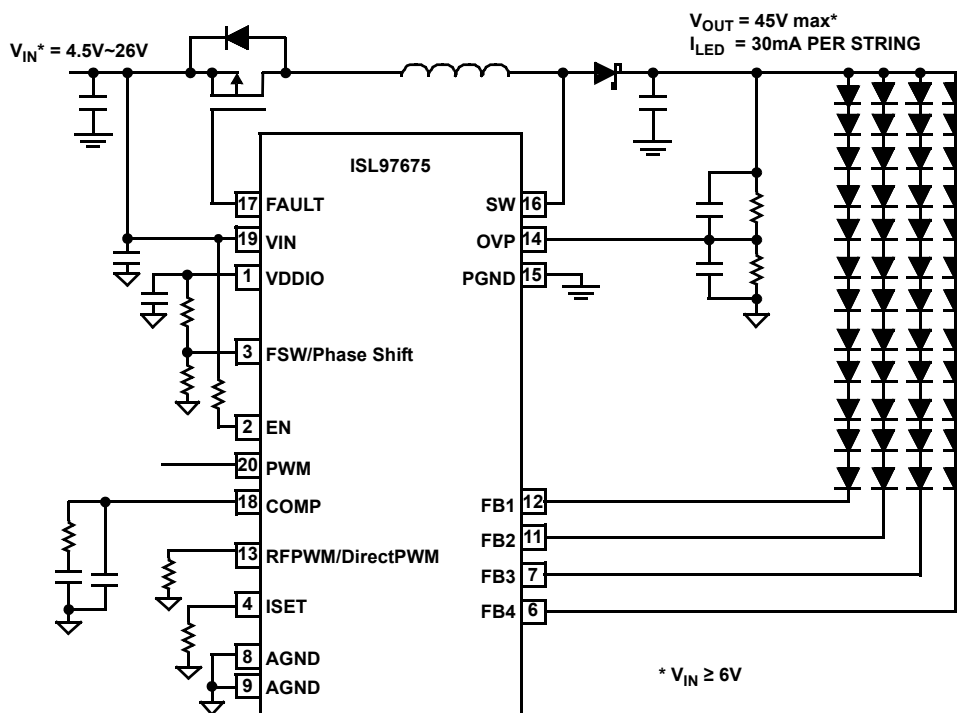 VIN* = 4.5V~26V
VOUT = 45V max*
ILED = 30mA PER STRING
ISL97675
17 FAULT
19 VIN
1 VDDIO
3 FSW/Phase Shift
2 EN
20 PWM
18 COMP
13 RFPWM/DirectPWM
4 ISET
8 AGND
9 AGND
SW 16
OVP 14
PGND 15
FB1 12
FB2 11
FB3 7
FB4 6
* VIN ≥ 6V